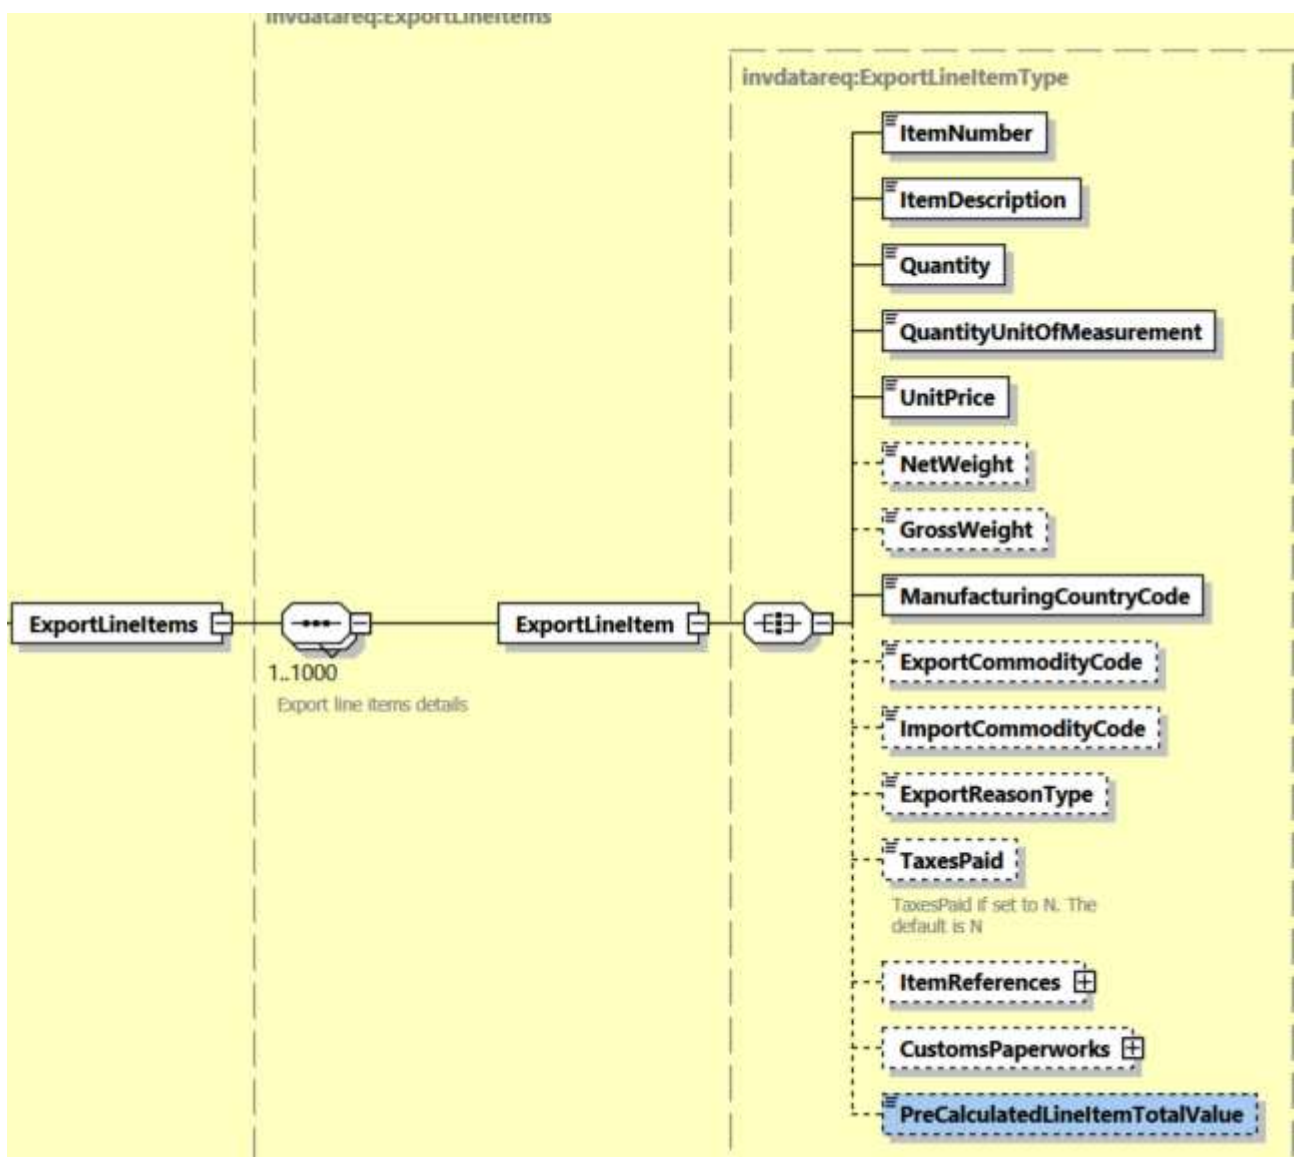 invdatareq:ExportLineItems
invdatareq:ExportLineItemType
ItemNumber
ItemDescription
Quantity
QuantityUnitOfMeasurement
UnitPrice
NetWeight
GrossWeight
ManufacturingCountryCode
ExportLineItems
ExportLineItem
1..1000
Export line items details
ExportCommodityCode
ImportCommodityCode
ExportReasonType
TaxesPaid
TaxesPaid if set to N. The
default is N
ItemReferences
CustomsPaperworks
PreCalculatedLineItemTotalValue